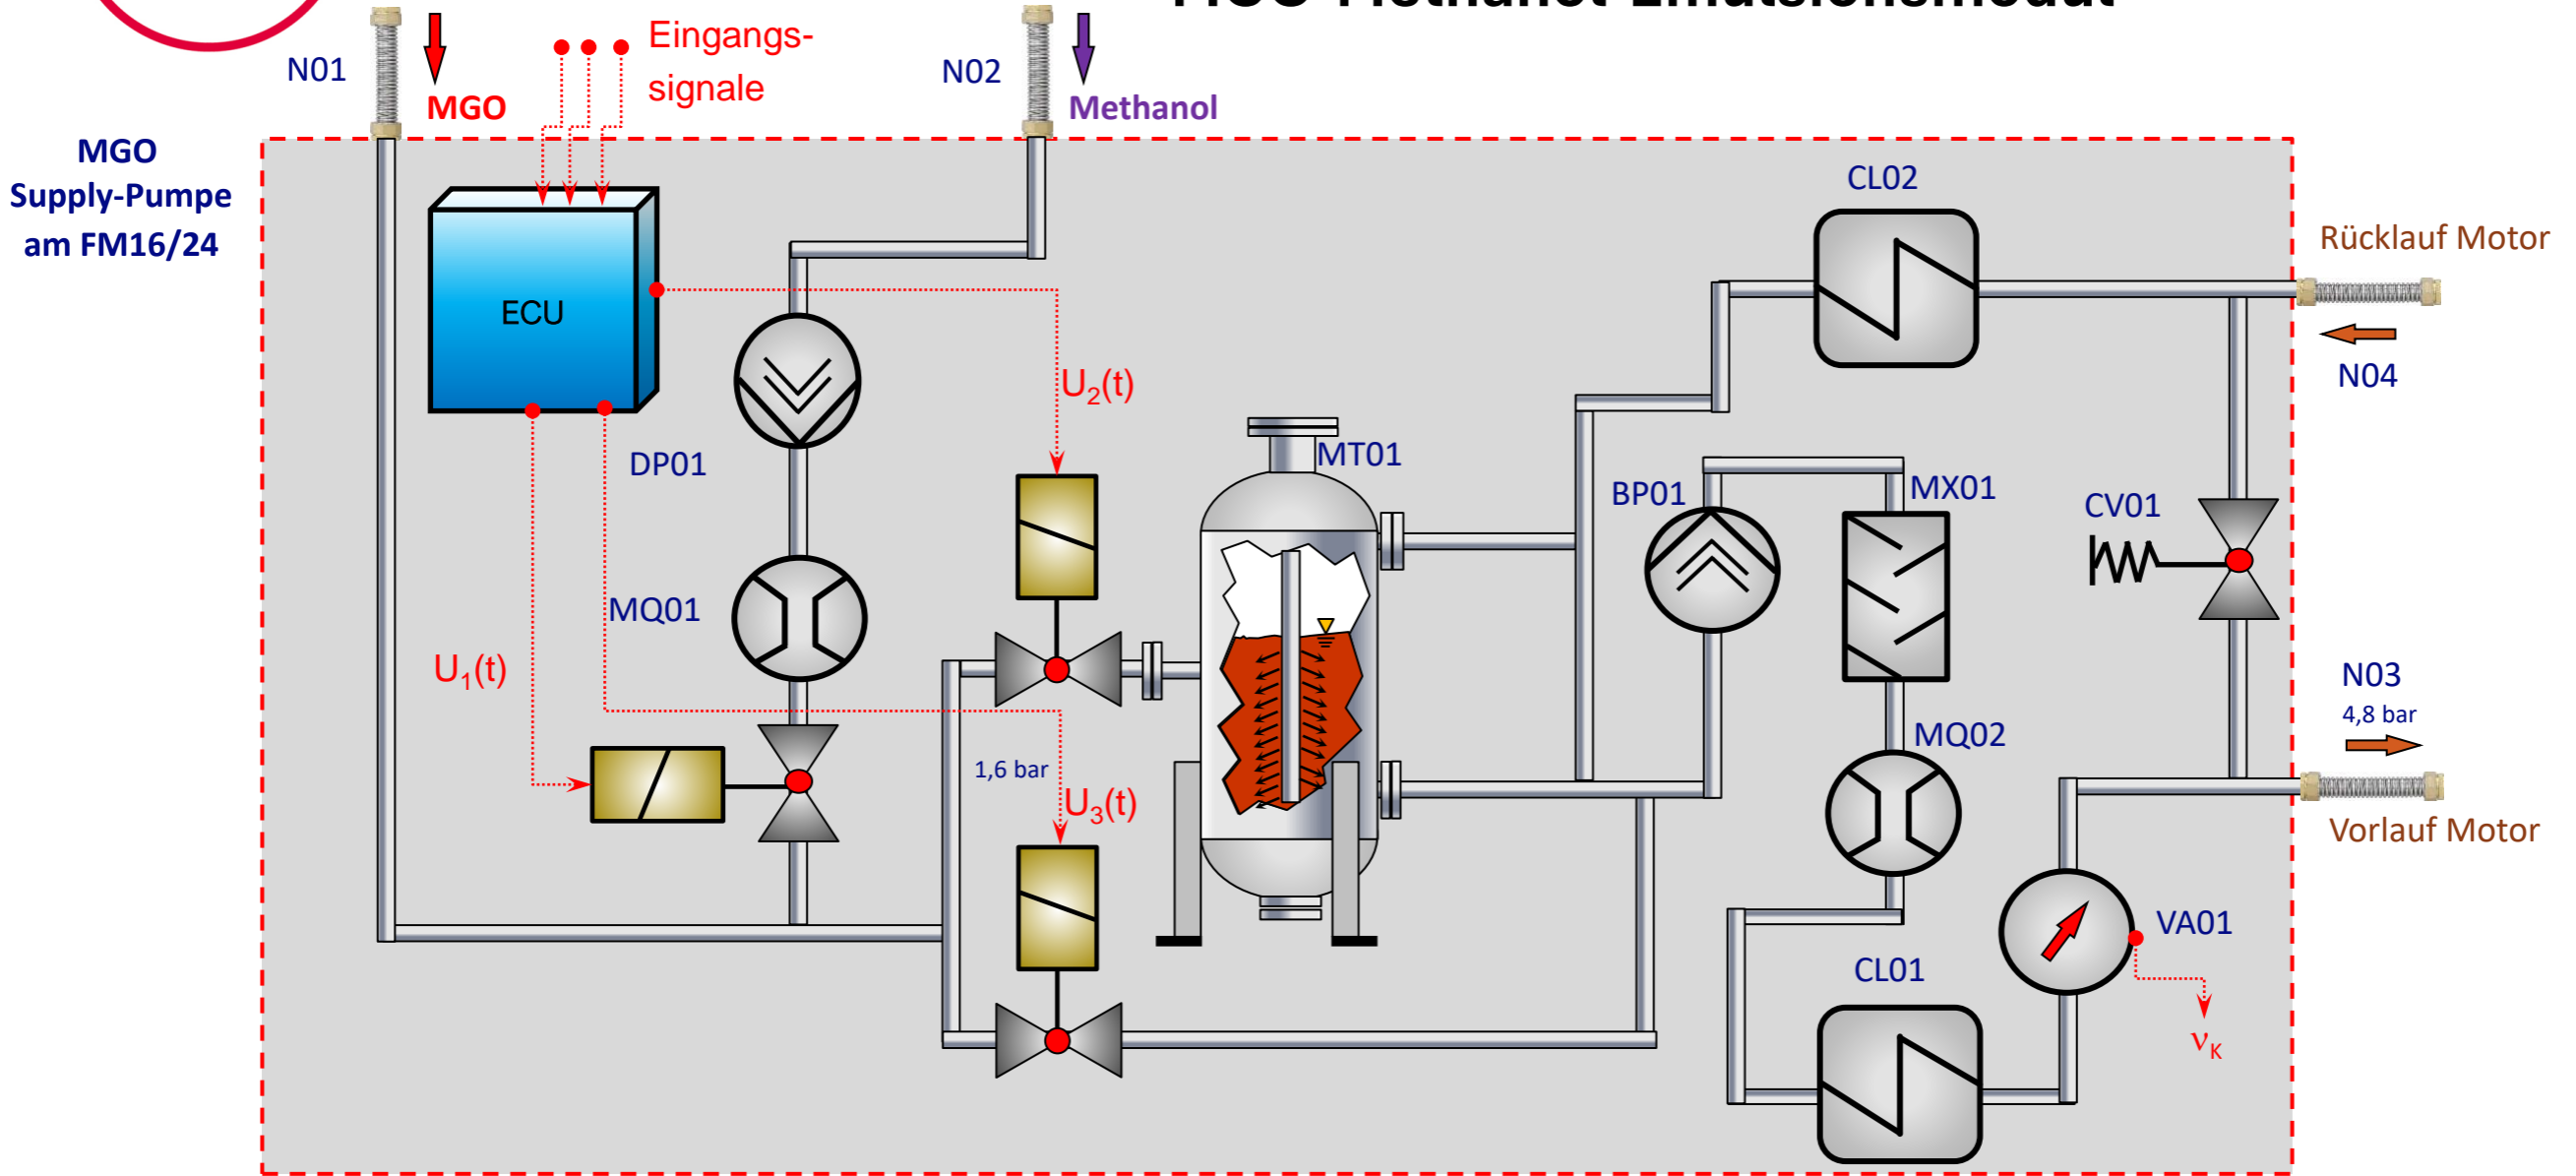 N01
MGO
Eingangs-
signale
N02
Methanol
MGO
Supply-Pumpe
am FM16/24
ECU
CL02
Rücklauf Motor
N04
U2(t)
DP01
MT01
BP01
MX01
CV01
MQ01
U1(t)
N03
4,8 bar
MQ02
1,6 bar
U3(t)
Vorlauf Motor
VA01
CL01
νK